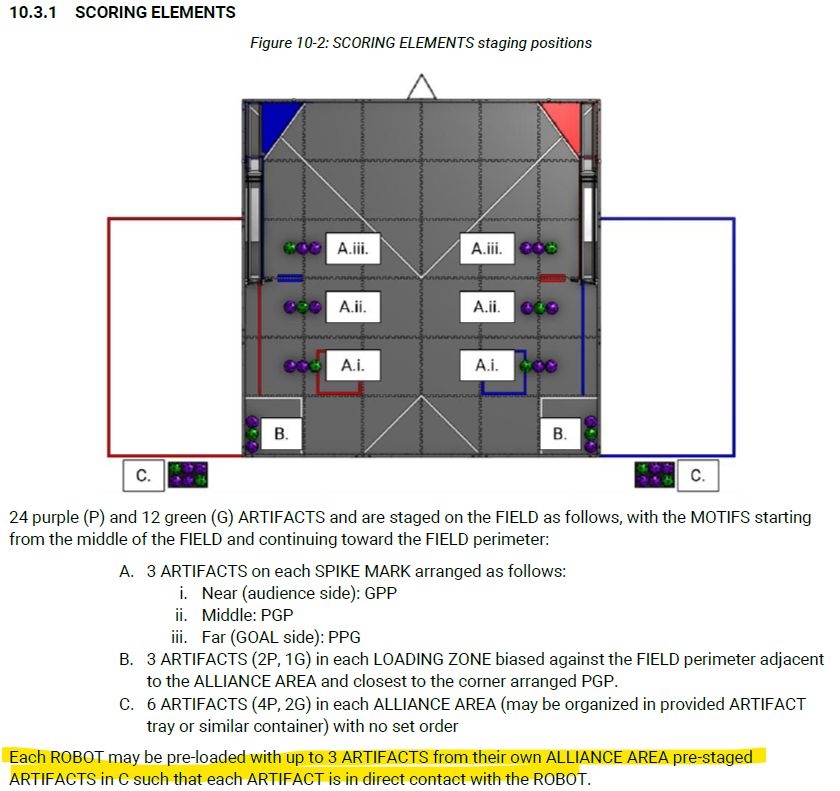 10.3.1 SCORING ELEMENTS
Figure 10-2: SCORING ELEMENTS staging positions
A.iii.
A.iii.
A.ii.
A.ii.
A.i.
A.i.
B.
B.
C.
C.
24 purple (P) and 12 green (G) ARTIFACTS and are staged on the FIELD as follows, with the MOTIFS starting
from the middle of the FIELD and continuing toward the FIELD perimeter:
A. 3 ARTIFACTS on each SPIKE MARK arranged as follows:
i. Near (audience side): GPP
ii. Middle: PGP
iii. Far (GOAL side): PPG
B. 3 ARTIFACTS (2P, 1G) in each LOADING ZONE biased against the FIELD perimeter adjacent
to the ALLIANCE AREA and closest to the corner arranged PGP.
C. 6 ARTIFACTS (4P, 2G) in each ALLIANCE AREA (may be organized in provided ARTIFACT
tray or similar container) with no set order
Each ROBOT may be pre-loaded with up to 3 ARTIFACTS from their own ALLIANCE AREA pre-staged
ARTIFACTS in C such that each ARTIFACT is in direct contact with the ROBOT.